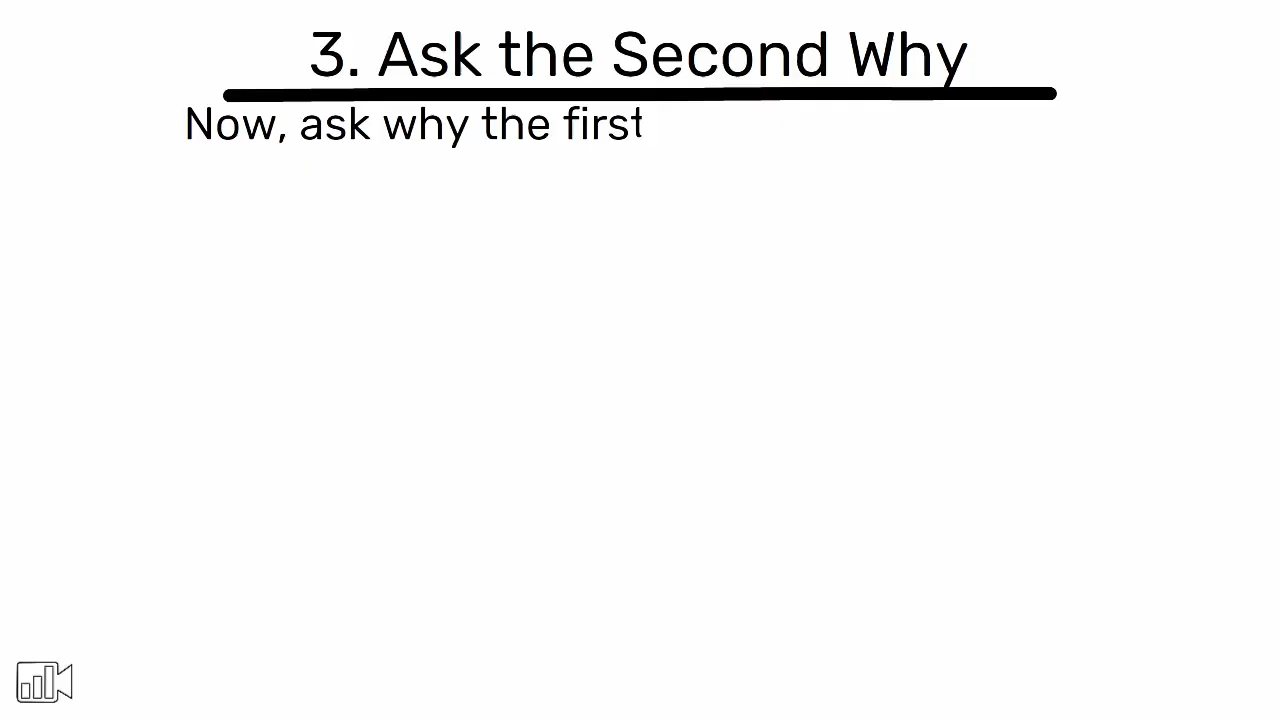 3. Ask the Second Why
Now, ask why the first